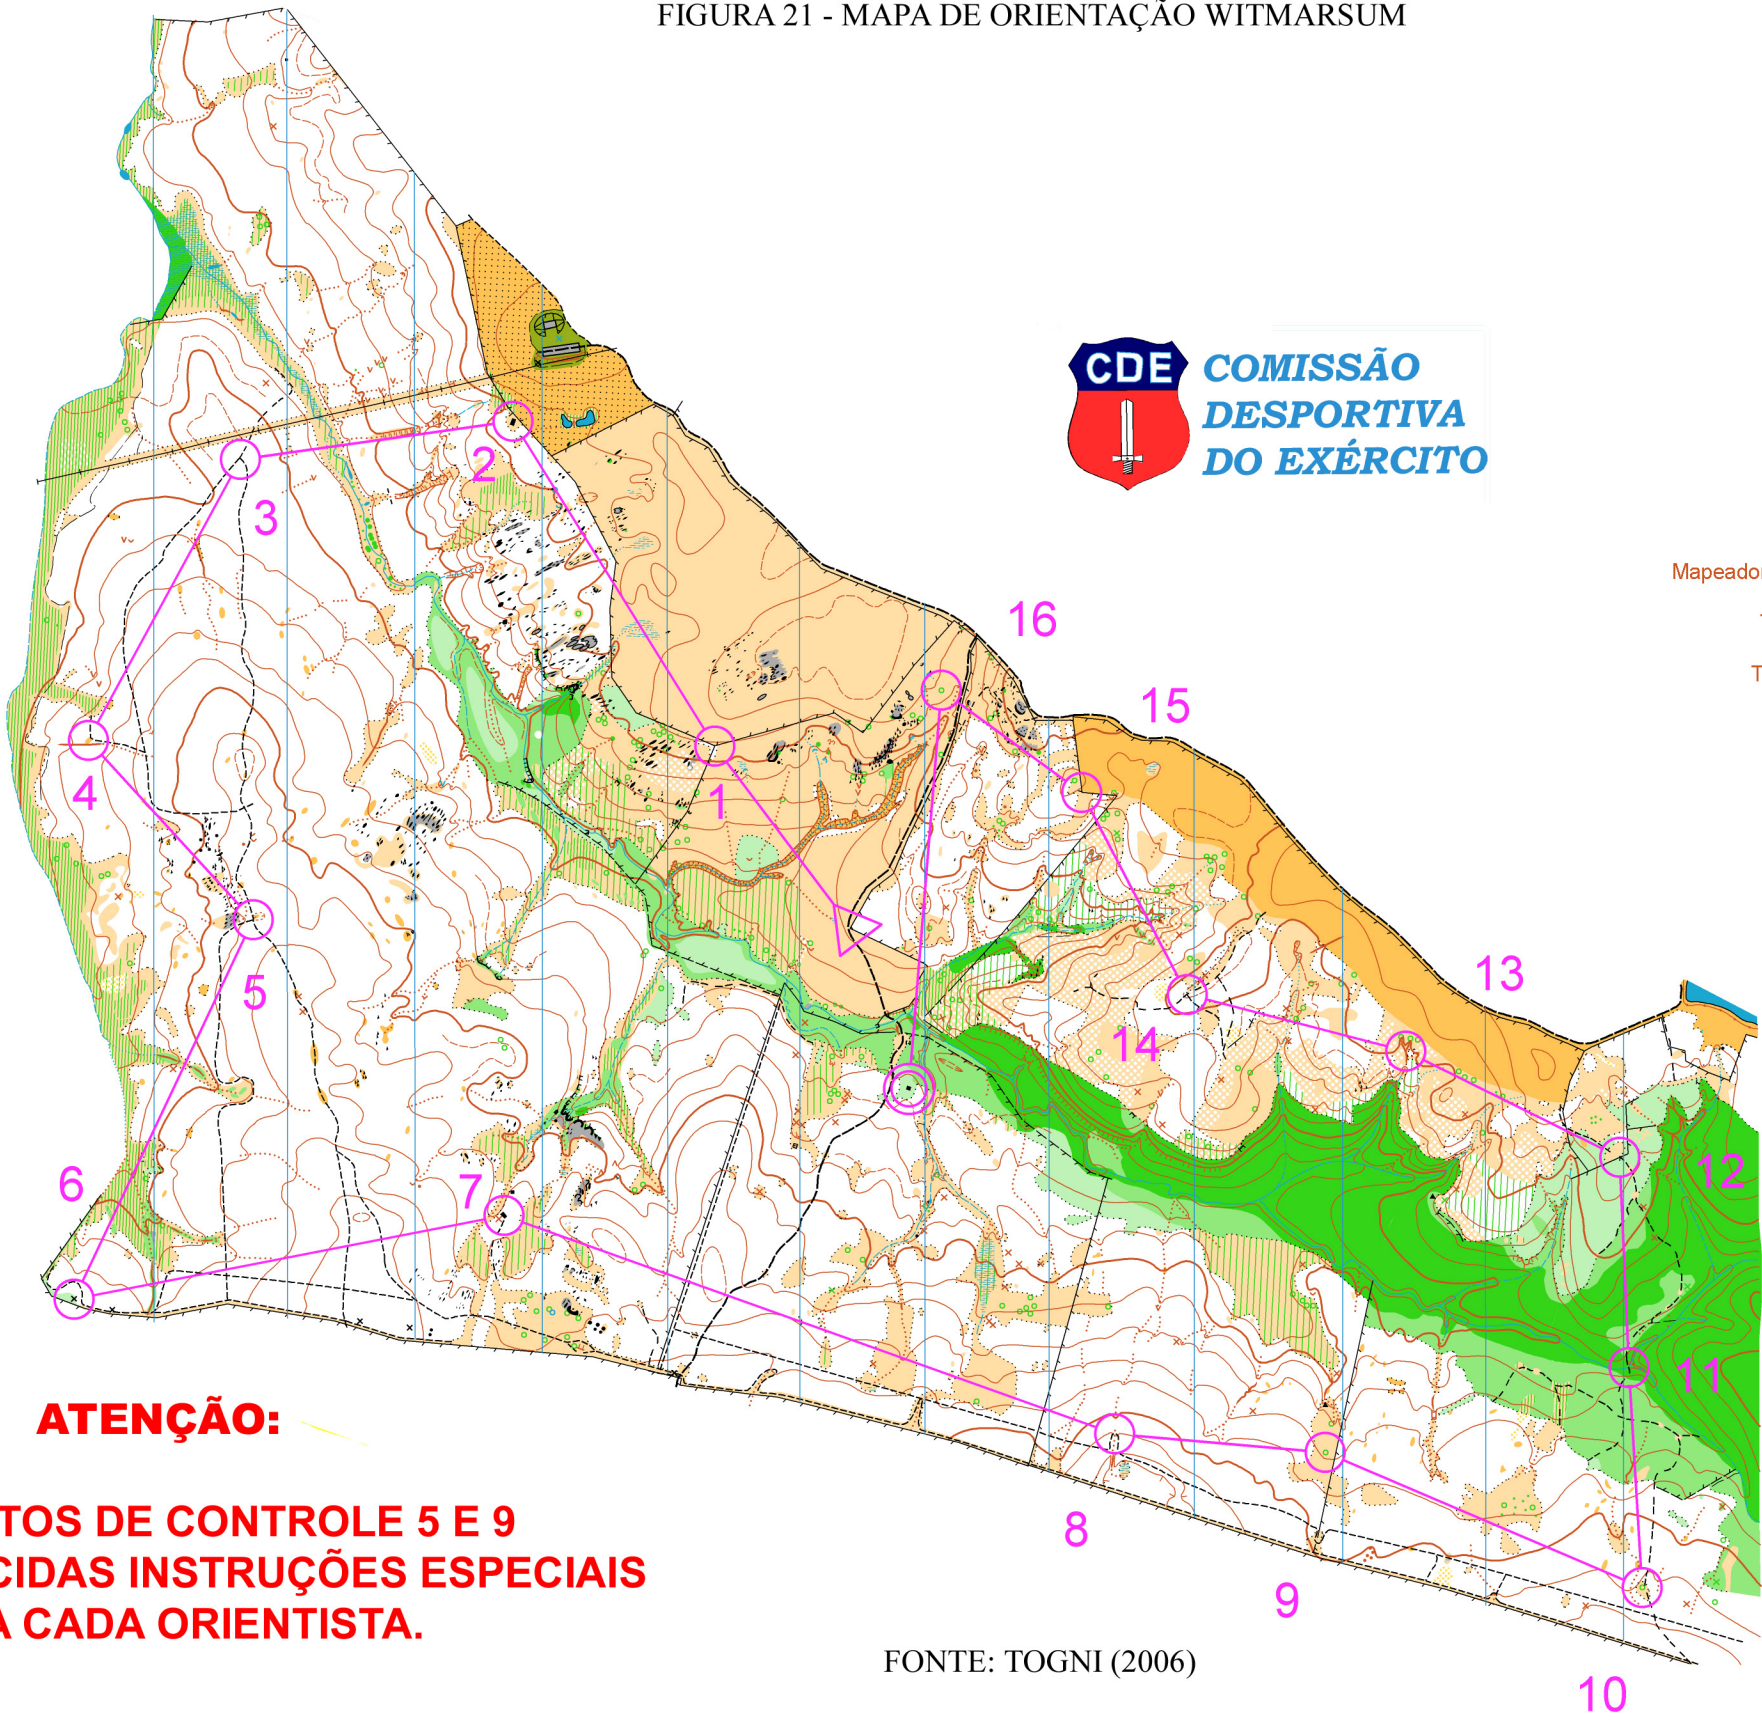 FIGURA 21 - MAPA DE ORIENTAÇÃO WITMARSUM
CDE
COMISSÃO
DESPORTIVA
DO EXÉRCITO
Mapeador
T
2
3
16
15
4
1
5
14
13
6
7
12
11
8
9
10
ATENÇÃO:
TOS DE CONTROLE 5 E 9
CIDAS INSTRUÇÕES ESPECIAIS
A CADA ORIENTISTA.
FONTE: TOGNI (2006)